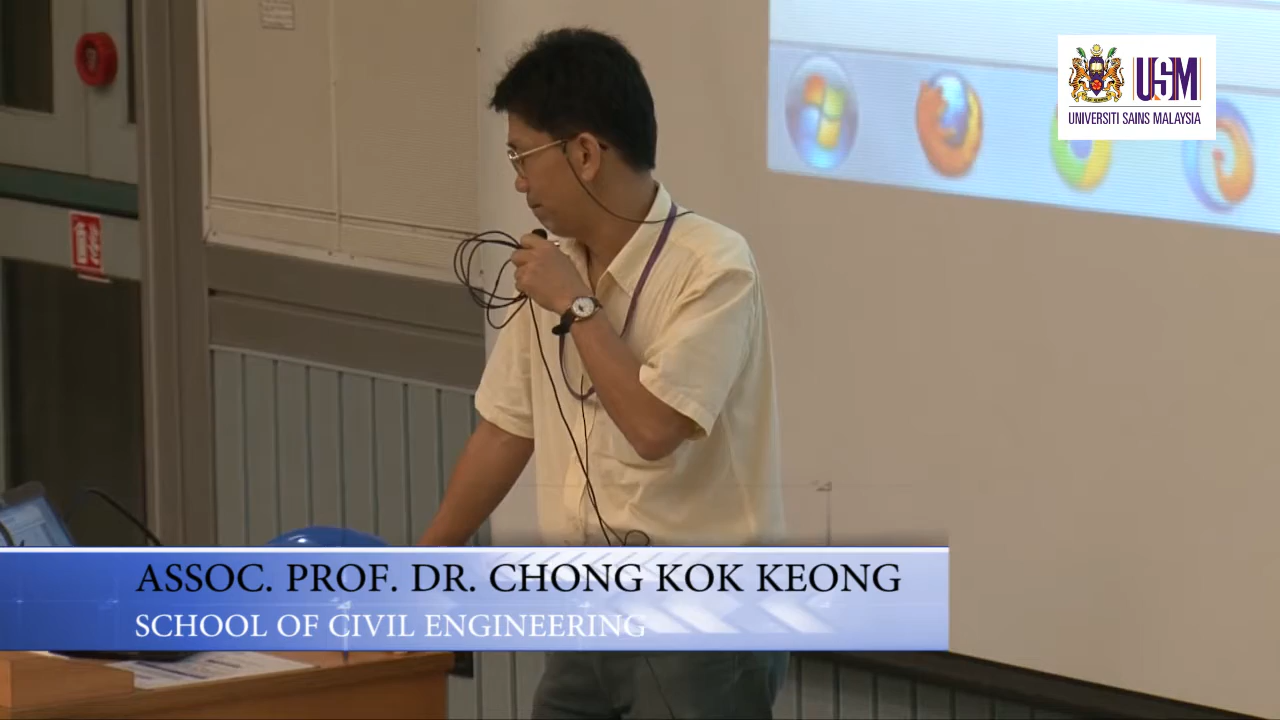 USM
UNIVERSITI SAINS MALAYSIA
ASSOC. PROF. DR. CHONG KOK KEONG
SCHOOL OF CIVIL ENGINEERING